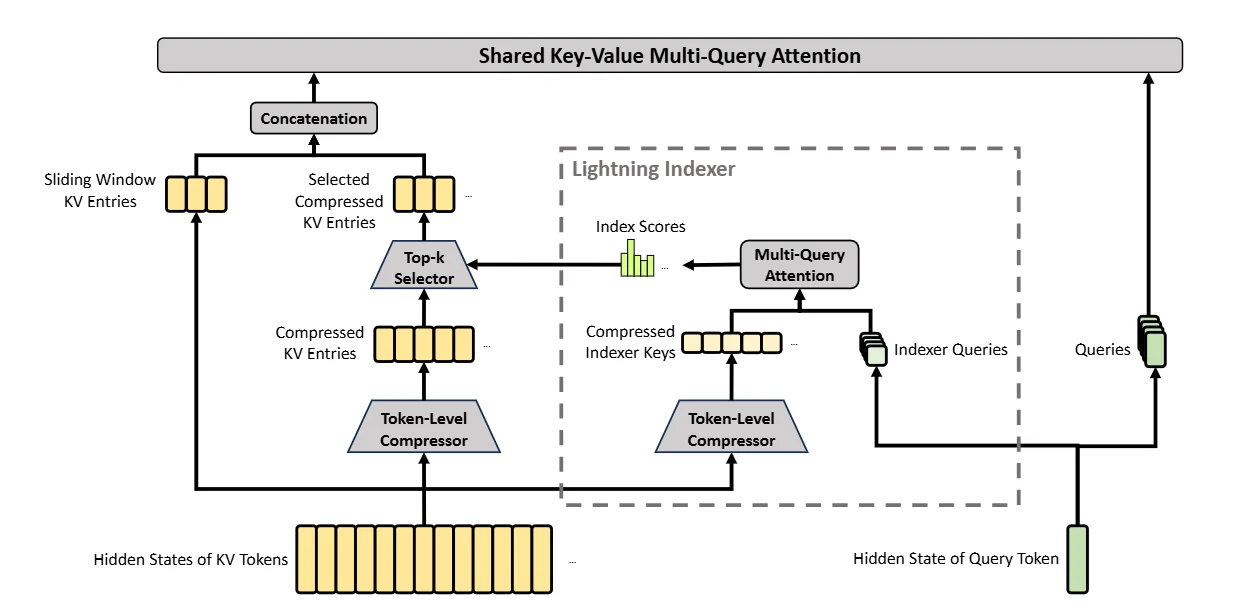 Shared Key-Value Multi-Query Attention
Concatenation
Sliding Window
KV Entries
Selected
Compressed
KV Entries
...
Lightning Indexer
Index Scores
...
Top-k
Selector
Multi-Query
Attention
Compressed
KV Entries
...
Compressed
Indexer Keys
...
Indexer Queries
Queries
Token-Level
Compressor
Token-Level
Compressor
Hidden States of KV Tokens
...
Hidden State of Query Token